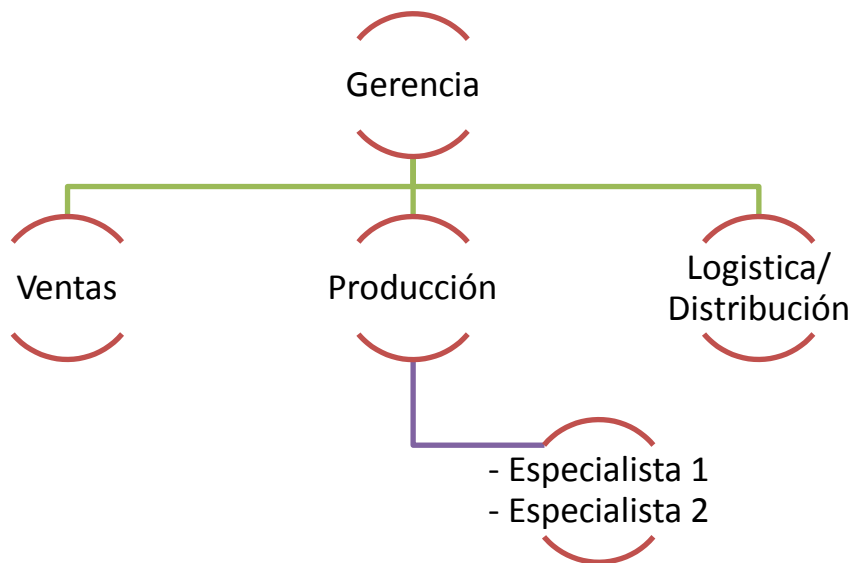 Gerencia
Ventas
Producción
Logistica/
Distribución
- Especialista 1
- Especialista 2